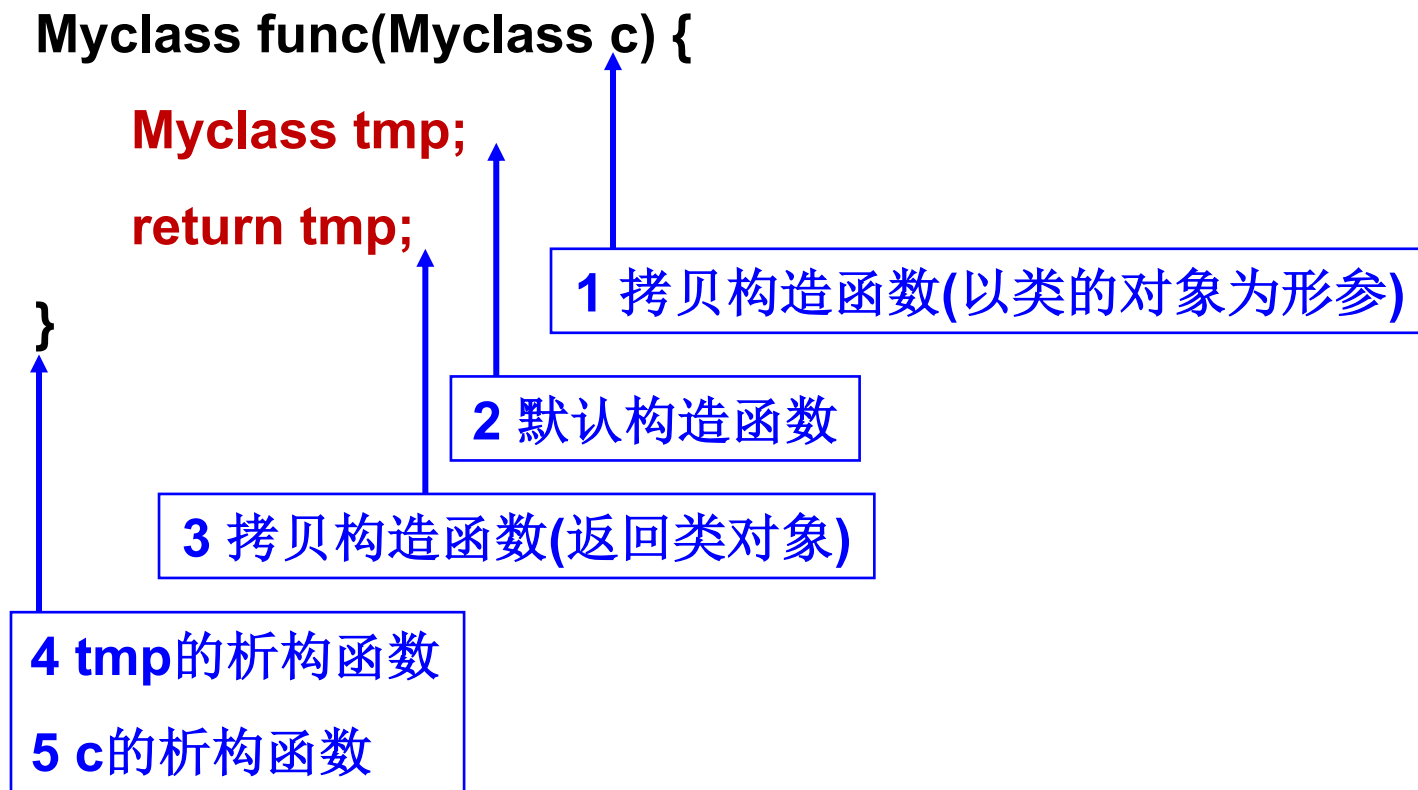 Myclass func(Myclass c) {
Myclass tmp;
return tmp;
}
1 拷贝构造函数(以类的对象为形参)
2 默认构造函数
3 拷贝构造函数(返回类对象)
4 tmp的析构函数
5 c的析构函数